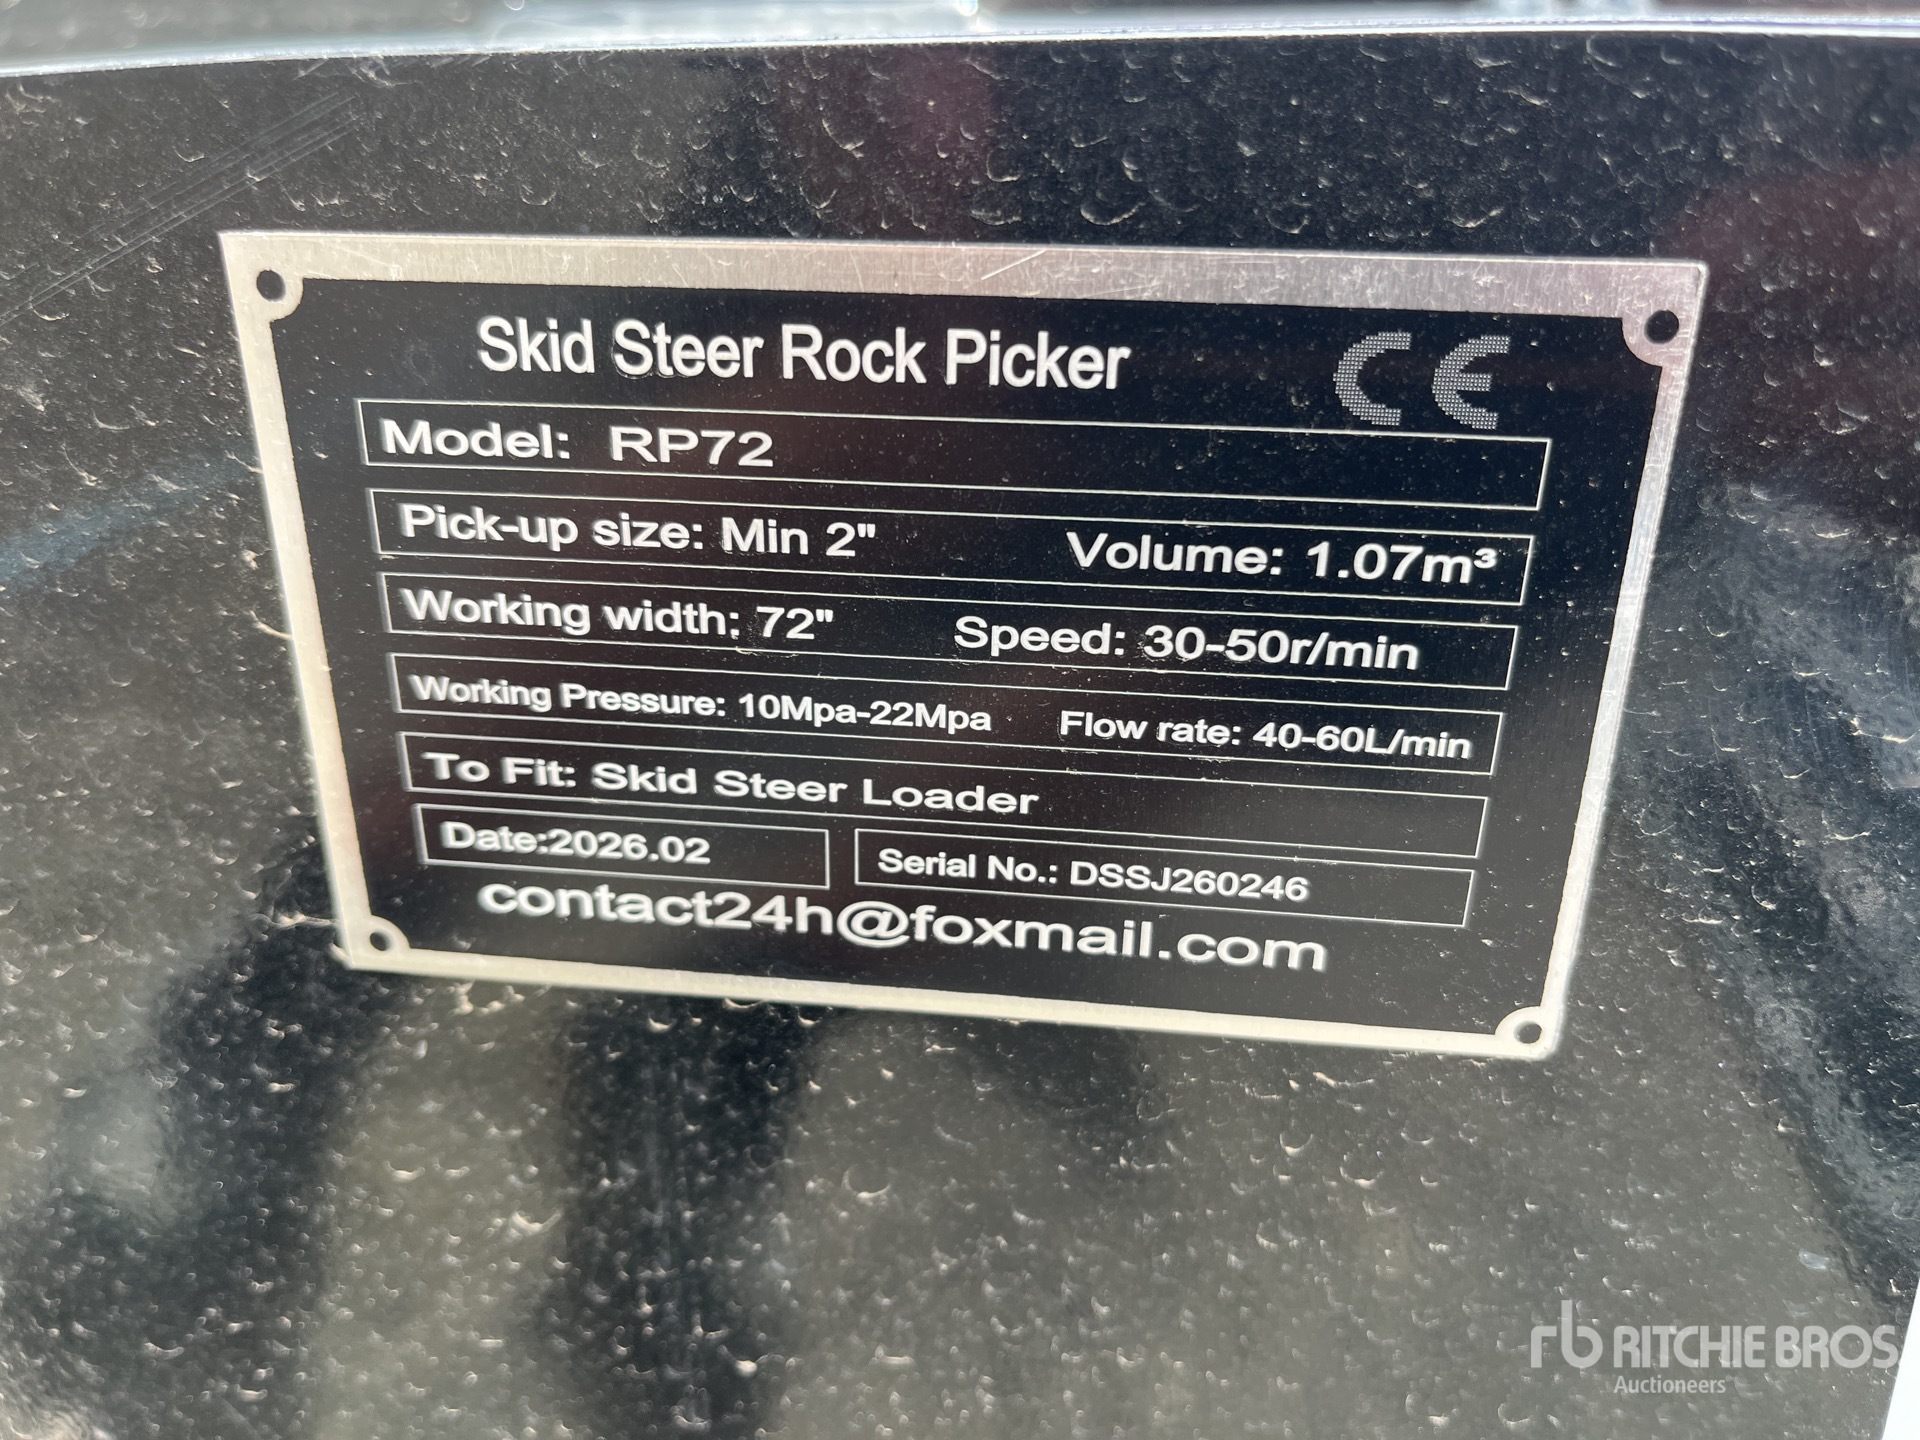 Skid Steer Rock Picker CE
Model: RP72
Pick-up size: Min 2" Volume: 1.07m³
Working width: 72" Speed: 30-50r/min
Working Pressure: 10Mpa-22Mpa Flow rate: 40-60L/min
To Fit: Skid Steer Loader
Date:2026.02 Serial No.: DSSJ260246
contact24h@foxmail.com
rb RITCHIE BROS.
Auctioneers